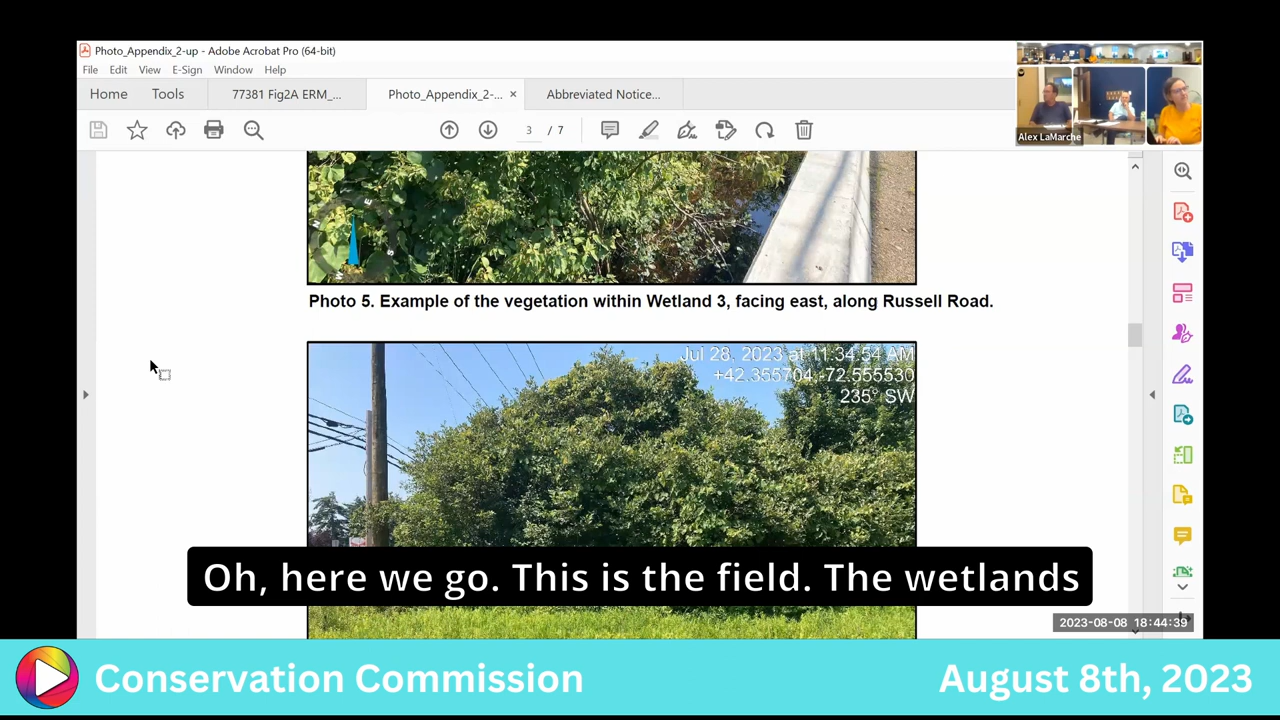 Photo_Appendix_2-up - Adobe Acrobat Pro (64-bit)
File Edit View E-Sign Window Help
Home Tools 77381 Fig2A ERM_... Photo_Appendix_2-... × Abbreviated Notice...
3 / 7
Alex LaMarche
Photo 5. Example of the vegetation within Wetland 3, facing east, along Russell Road.
Jul 28, 2023 at 11:34:54 AM
+42.355704,-72.555530
235° SW
Oh, here we go. This is the field. The wetlands
2023-08-08 18:44:39
Conservation Commission August 8th, 2023